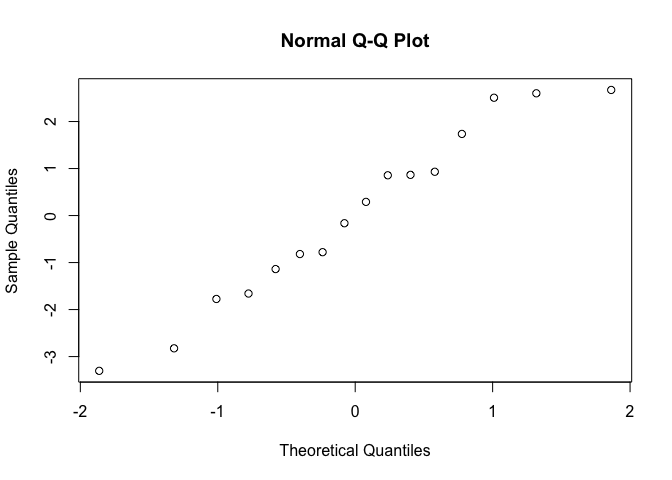 Normal Q-Q Plot
Sample Quantiles
2
1
0
-1
-2
-3
-2 -1 0 1 2
Theoretical Quantiles